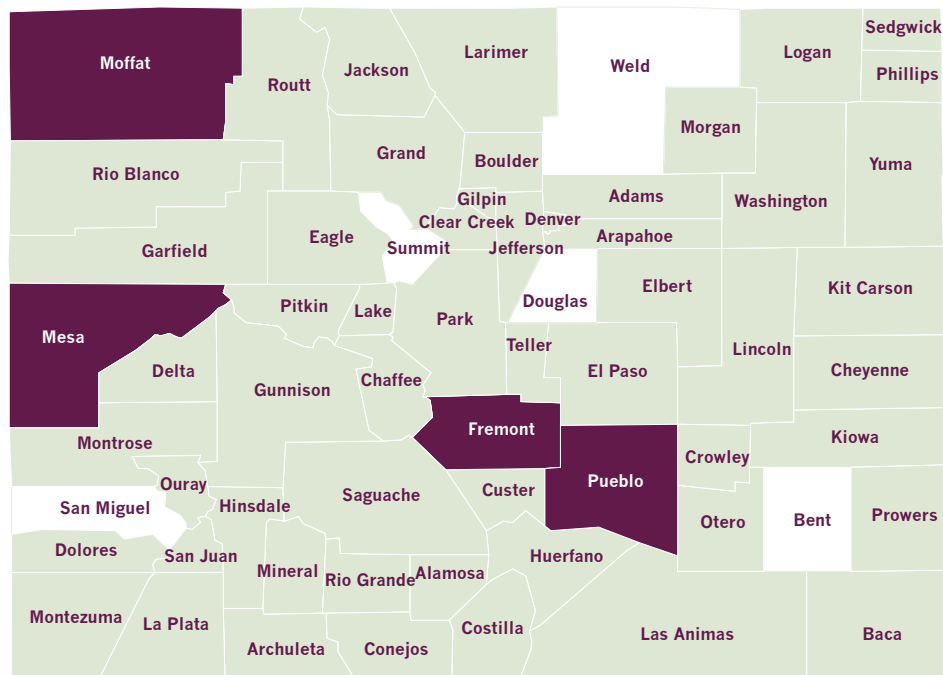 Sedgwick
Moffat
Larimer
Weld
Logan
Jackson
Routt
Phillips
Morgan
Grand
Boulder
Yuma
Rio Blanco
Gilpin
Adams
Washington
Clear Creek
Denver
Eagle
Arapahoe
Summit
Jefferson
Garfield
Elbert
Kit Carson
Pitkin
Lake
Douglas
Park
Mesa
Teller
Lincoln
Delta
El Paso
Cheyenne
Chaffee
Gunnison
Fremont
Montrose
Kiowa
Crowley
Ouray
Pueblo
Custer
Saguache
San Miguel
Hinsdale
Otero
Bent
Prowers
Dolores
San Juan
Huerfano
Mineral
Rio Grande
Alamosa
Montezuma
La Plata
Costilla
Las Animas
Baca
Archuleta
Conejos